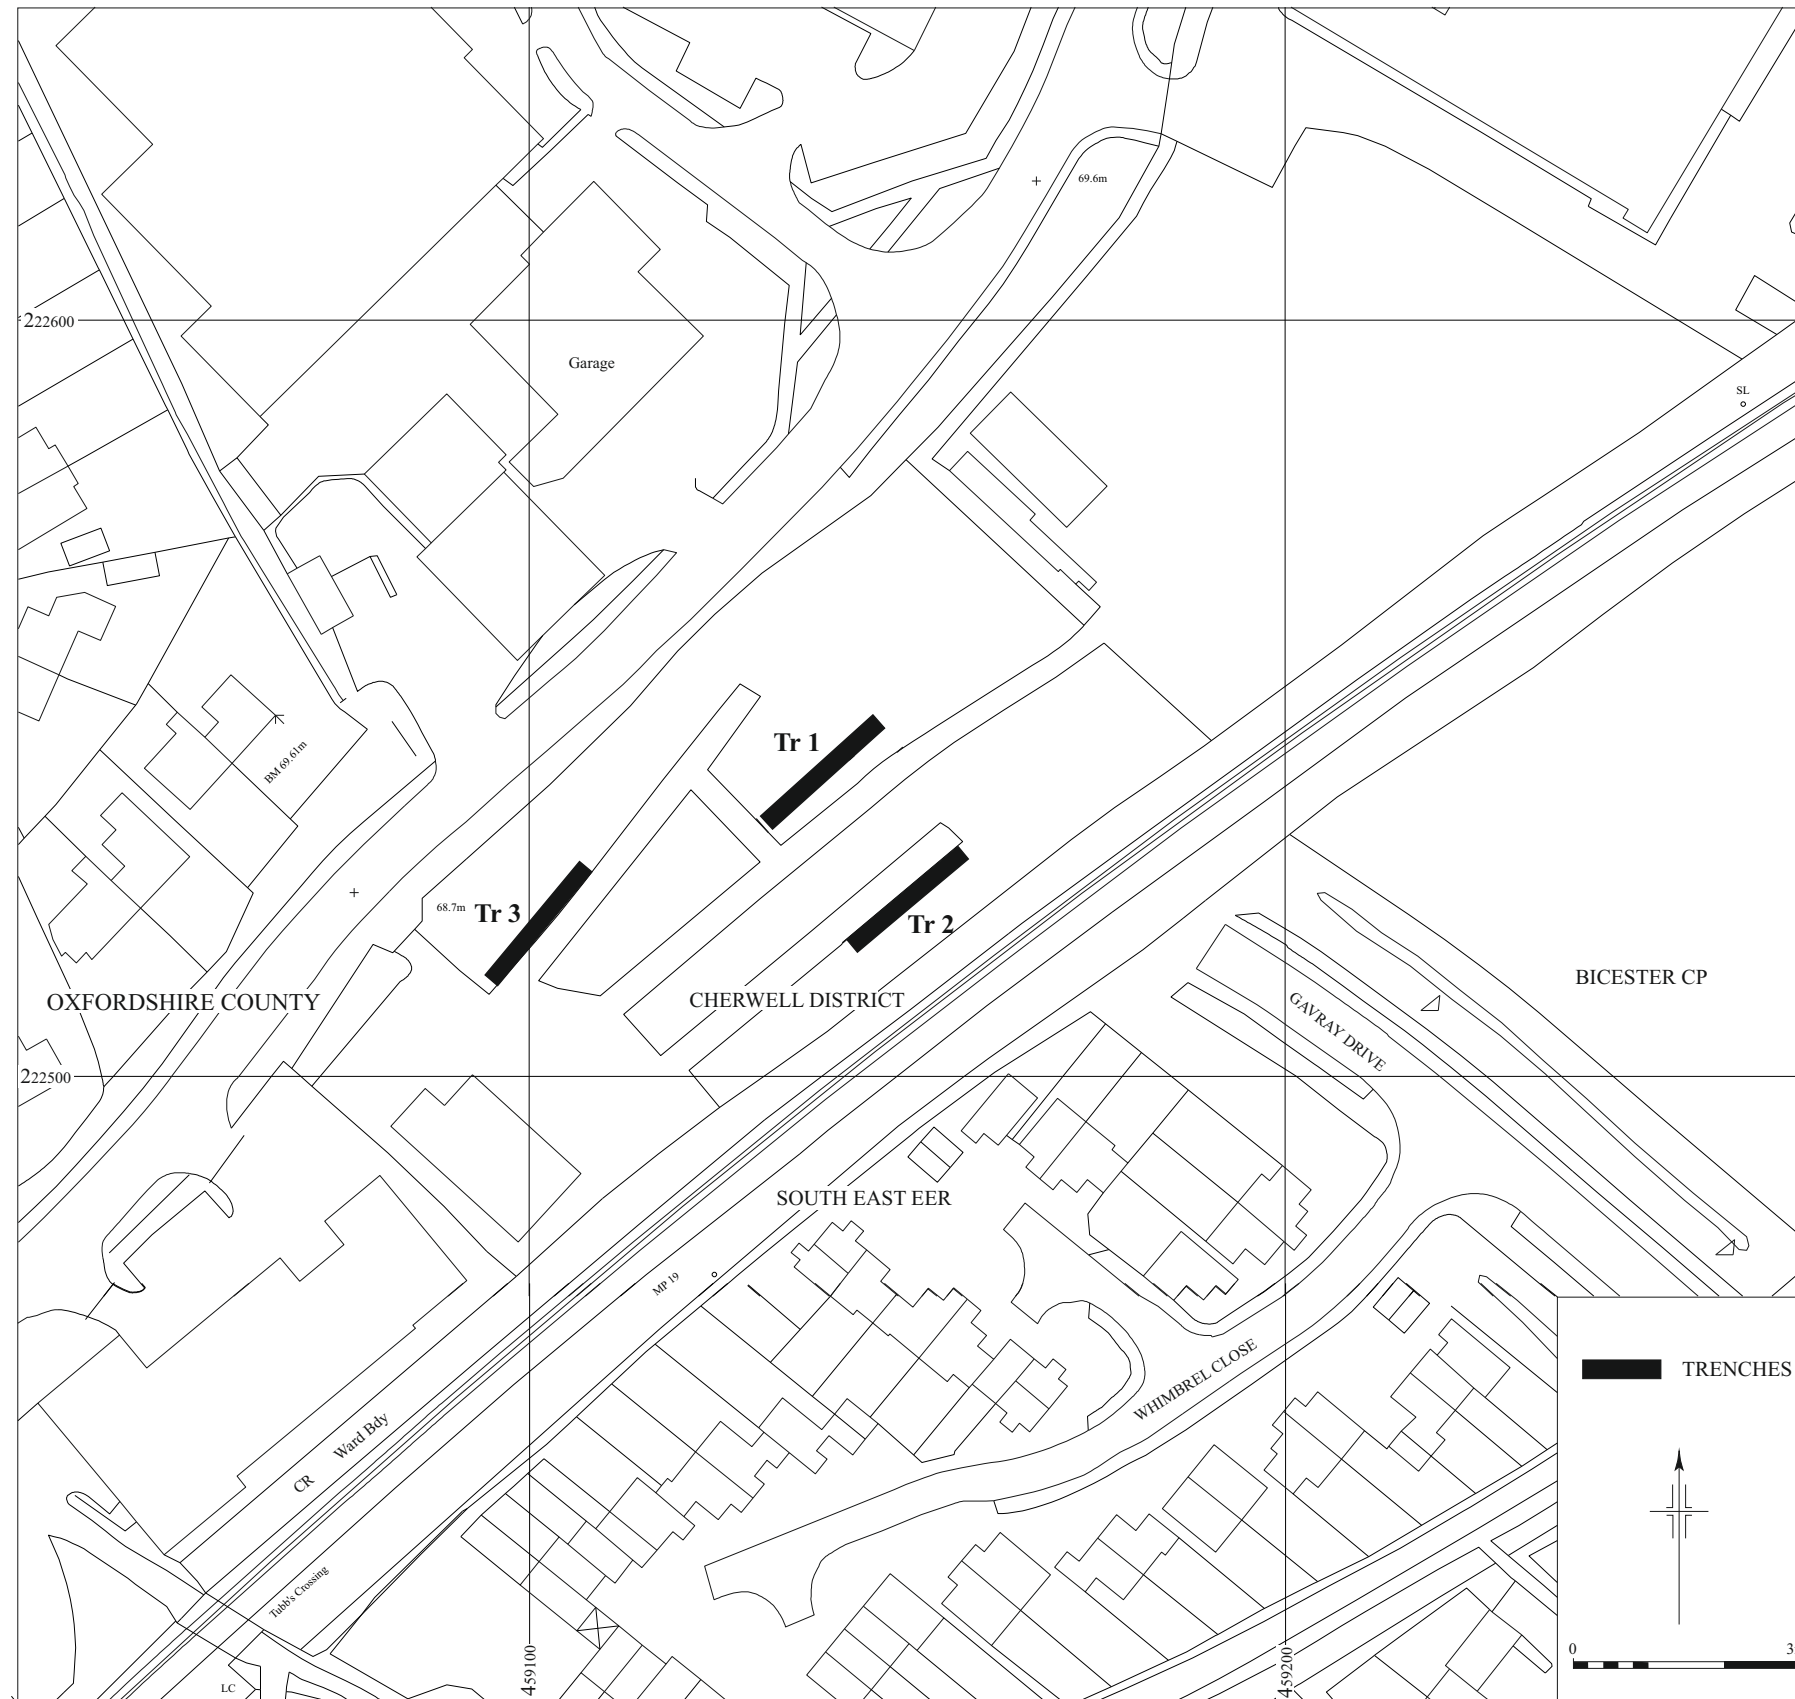 69.6m
222600
Garage
SL
Tr 1
BM 69.61m
68.7m
Tr 3
Tr 2
BICESTER CP
OXFORDSHIRE COUNTY
CHERWELL DISTRICT
GAVRAY DRIVE
222500
SOUTH EAST EER
MP 19
WHIMBREL CLOSE
TRENCHES
CR
Ward Bdy
Tubb's Crossing
LC
459100
459200
0